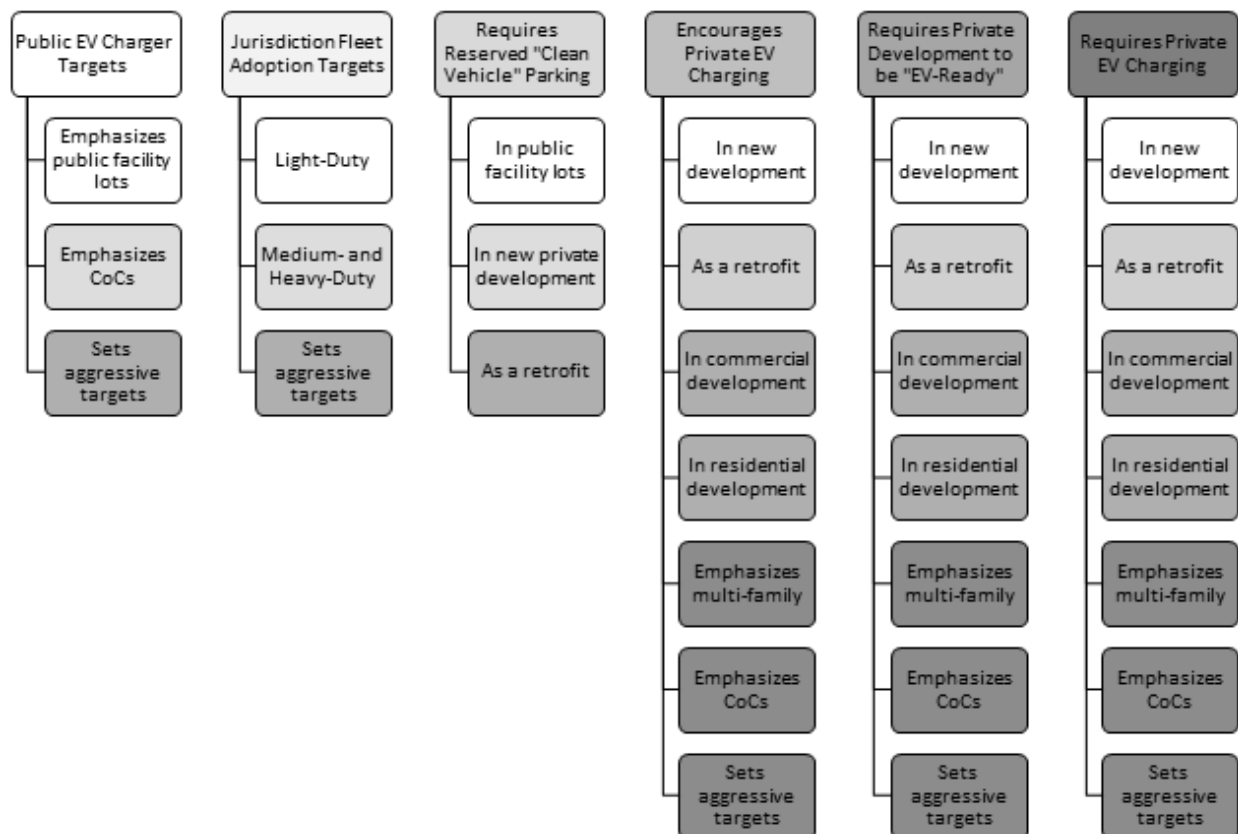 Public EV Charger
Targets
Emphasizes
public facility
lots
Emphasizes
CoCs
Sets
aggressive
targets
Jurisdiction Fleet
Adoption Targets
Light-Duty
Medium- and
Heavy-Duty
Sets
aggressive
targets
Requires
Reserved "Clean
Vehicle" Parking
In public
facility lots
In new private
development
As a retrofit
Encourages
Private EV
Charging
In new
development
As a retrofit
In commercial
development
In residential
development
Emphasizes
multi-family
Emphasizes
CoCs
Sets
aggressive
targets
Requires Private
Development to
be "EV-Ready"
In new
development
As a retrofit
In commercial
development
In residential
development
Emphasizes
multi-family
Emphasizes
CoCs
Sets
aggressive
targets
Requires Private
EV Charging
In new
development
As a retrofit
In commercial
development
In residential
development
Emphasizes
multi-family
Emphasizes
CoCs
Sets
aggressive
targets